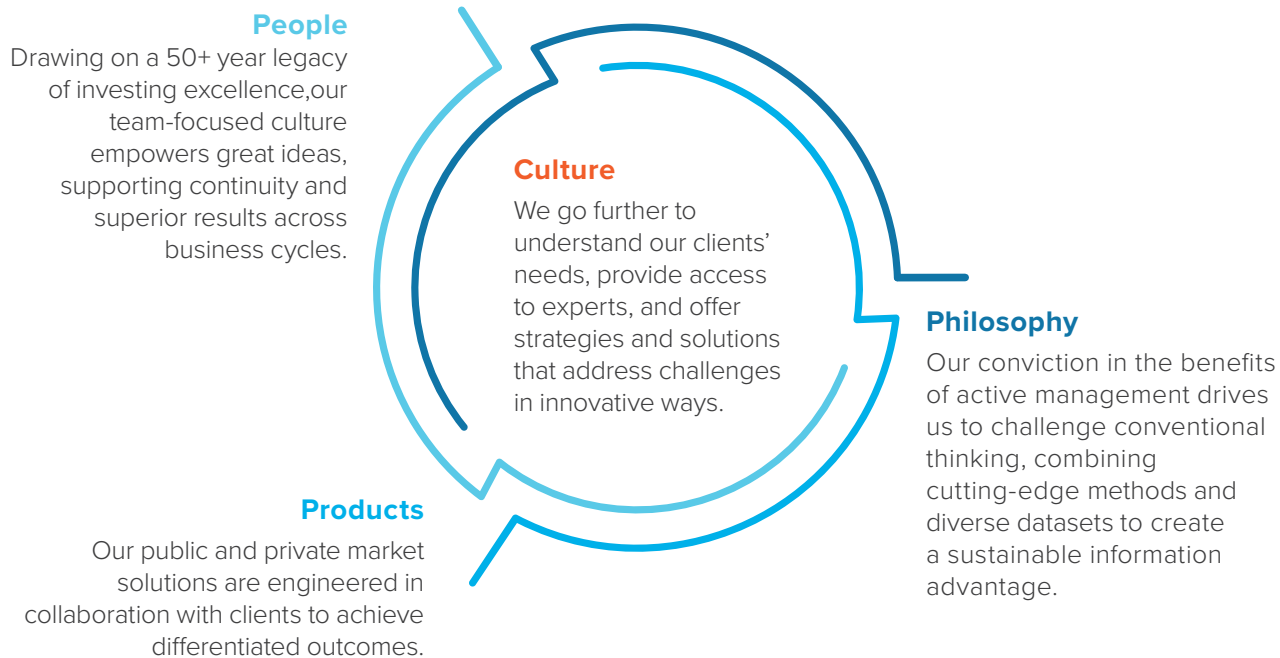 People
Drawing on a 50+ year legacy
of investing excellence,our
team-focused culture
empowers great ideas,
supporting continuity and
superior results across
business cycles.
Culture
We go further to
understand our clients’
needs, provide access
to experts, and offer
strategies and solutions
that address challenges
in innovative ways.
Philosophy
Our conviction in the benefits
of active management drives
us to challenge conventional
thinking, combining
cutting-edge methods and
diverse datasets to create
a sustainable information
advantage.
Products
Our public and private market
solutions are engineered in
collaboration with clients to achieve
differentiated outcomes.